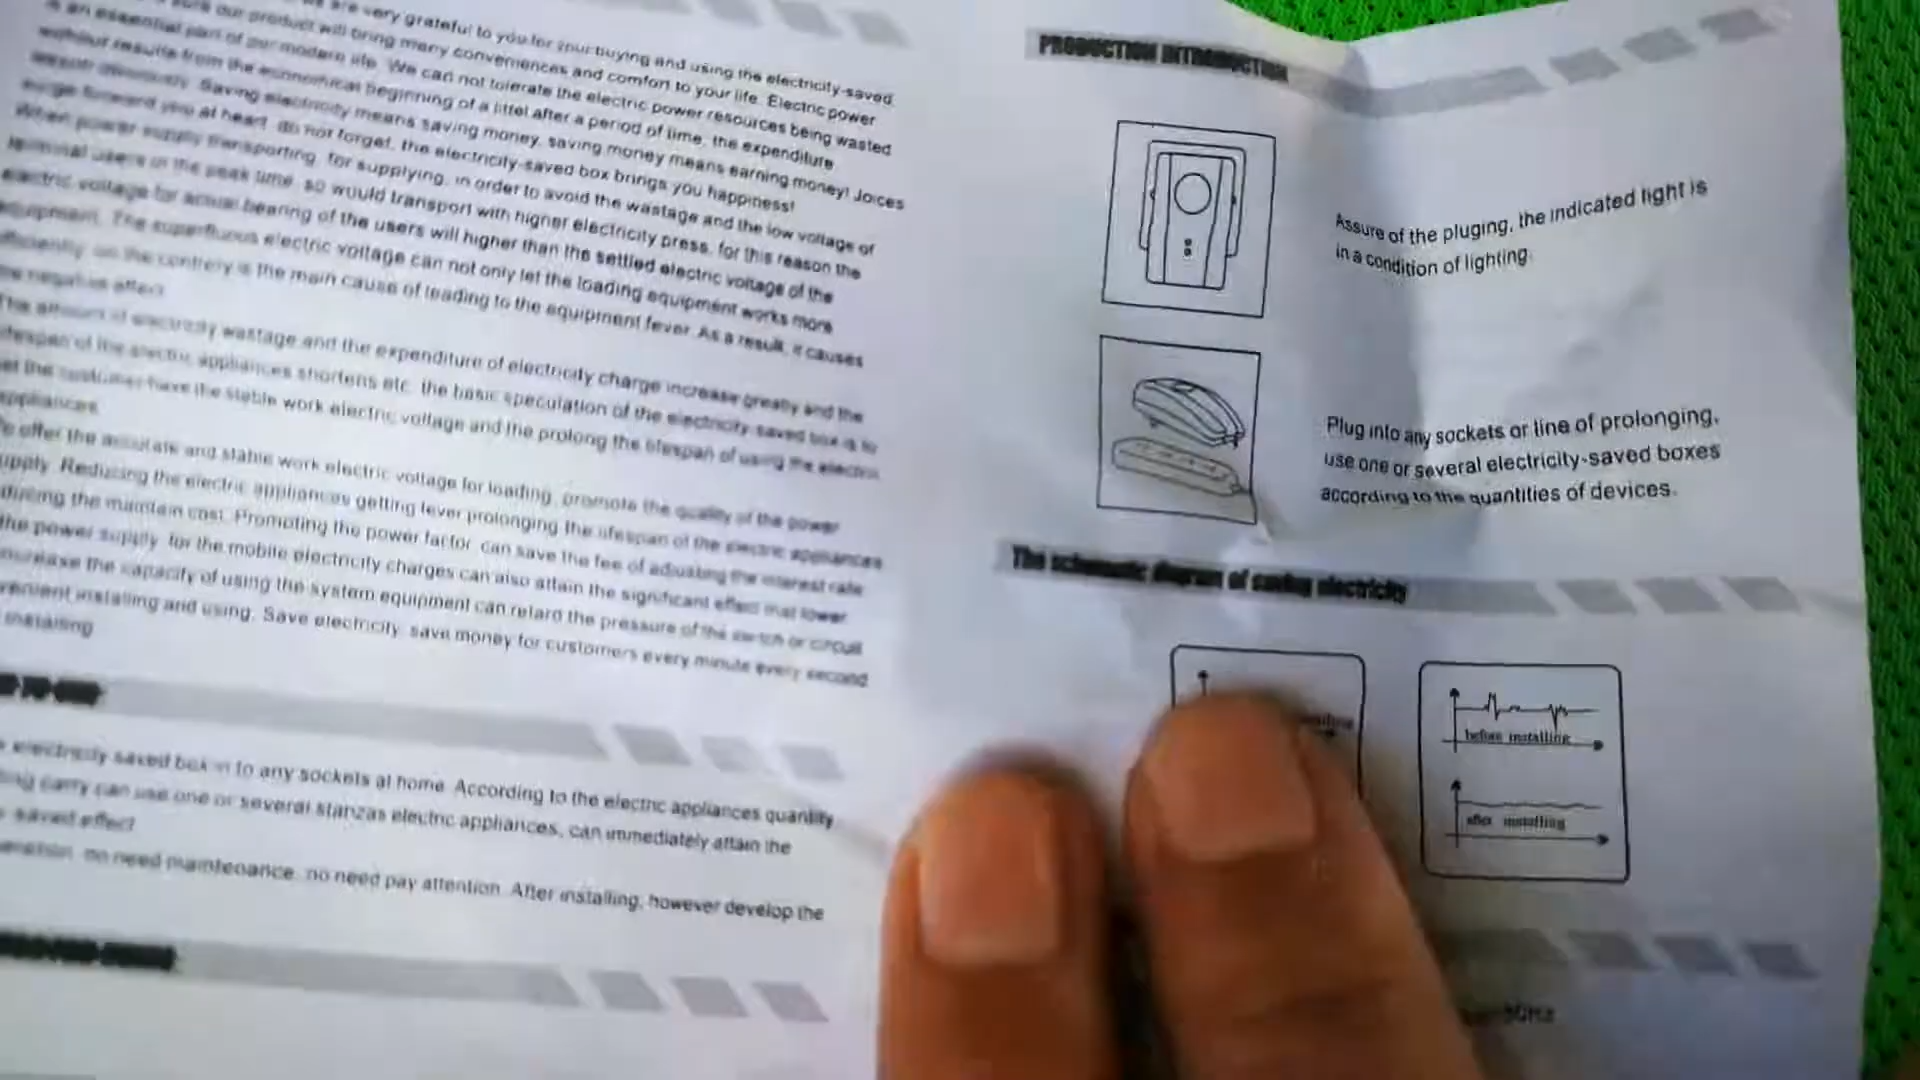 we are very grateful to you for your buying and using the electricity-saved
our product will bring many conveniences and comfort to your life. Electric power
is an essential part of our modern life. We can not tolerate the electric power resources being wasted
without results from the economical beginning of a littel after a period of time, the expenditure
Saving electricity means saving money, saving money means earning money! Joices
forward you at heart, do not forget, the electricity-saved box brings you happiness!
When power supply transporting, for supplying, in order to avoid the wastage and the low voltage of
terminal users in the peak time, so would transport with higher electricity press, for this reason the
electric voltage for actual bearing of the users will higher than the settled electric voltage of the
equipment. The superfluous electric voltage can not only let the loading equipment works more
efficiently, on the contrery is the main cause of leading to the equipment fever. As a result, it causes
negative effect
The amount of electricity wastage and the expenditure of electricity charge increase greatly and the
lifespan of the electric appliances shortens etc, the basic speculation of the electricity-saved box is to
let the customer have the stable work electric voltage and the prolong the lifespan of using the electric
appliances
offer the accurate and stable work electric voltage for loading, promote the quality of the power
supply. Reducing the electric appliances getting fever prolonging the lifespan of the electric appliances
the maintain cost. Promoting the power factor, can save the fee of adjusting the interest rate
the power supply, for the mobile electricity charges can also attain the significant effect that lower
increase the capacity of using the system equipment can retard the pressure of the switch or circuit
installing and using. Save electricity, save money for customers every minute every second
installing
electricity saved box in to any sockets at home. According to the electric appliances quantity
carry can use one or several stanzas electric appliances, can immediately attain the
saved effect
no need maintenance, no need pay attention. After installing, however develop the
PRODUCTION INTRODUCTION
Assure of the pluging, the indicated light is
in a condition of lighting.
Plug into any sockets or line of prolonging,
use one or several electricity-saved boxes
according to the quantities of devices.
The schematic diagram of saving electricity
before installing
after installing
50Hz